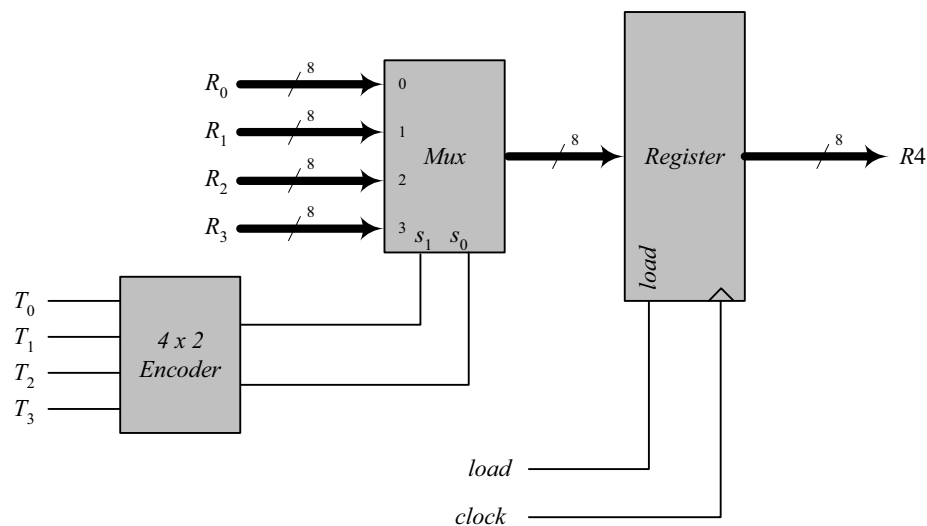 R0
8
0
R1
8
1
R2
8
2
R3
8
3
Mux
s1 s0
8
Register
load
8
R4
T0
T1
T2
T3
4 x 2
Encoder
load
clock